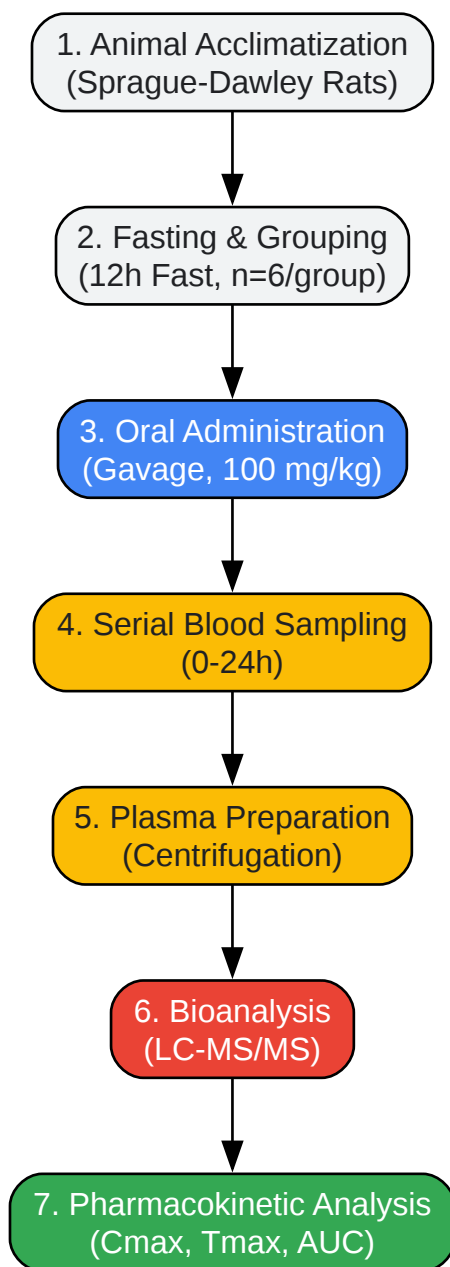 1. Animal Acclimatization
(Sprague-Dawley Rats)
2. Fasting & Grouping
(12h Fast, n=6/group)
3. Oral Administration
(Gavage, 100 mg/kg)
4. Serial Blood Sampling
(0-24h)
5. Plasma Preparation
(Centrifugation)
6. Bioanalysis
(LC-MS/MS)
7. Pharmacokinetic Analysis
(Cmax, Tmax, AUC)